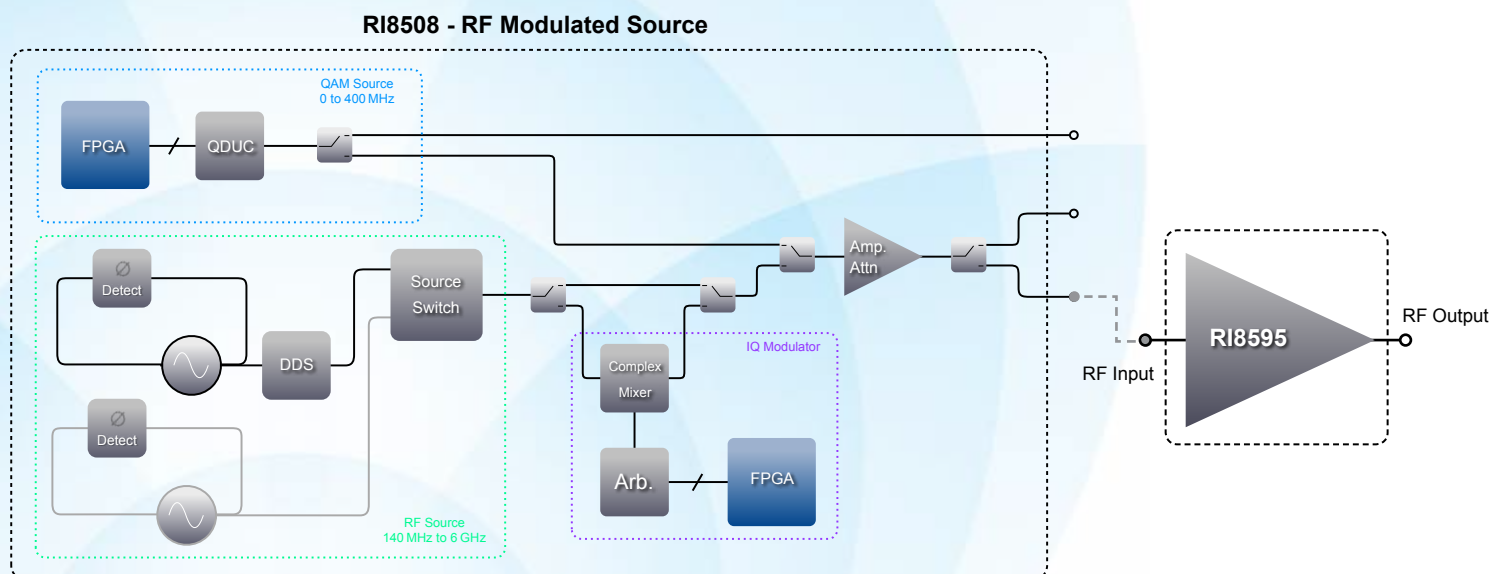 RI8508 - RF Modulated Source
QAM Source
0 to 400 MHz
FPGA
QDUC
Ø
Detect
Source
Switch
DDS
Ø
Detect
RF Source
140 MHz to 6 GHz
IQ Modulator
Complex
Mixer
Arb.
FPGA
Amp.
Attn
RF Input
RI8595
RF Output